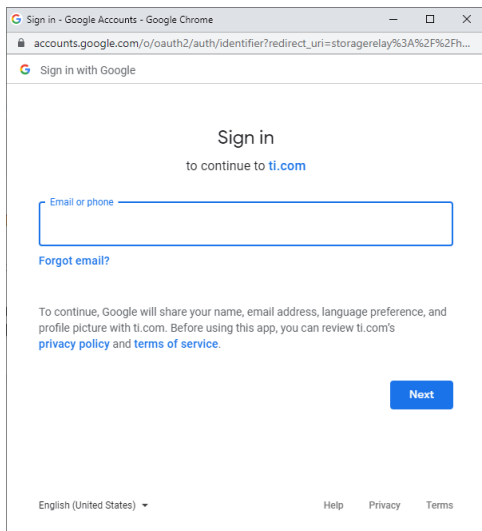 Sign in - Google Accounts - Google Chrome
accounts.google.com/o/oauth2/auth/identifier?redirect_uri=storagerelay%3A%2F%2Fh...
Sign in with Google
Sign in
to continue to ti.com
Email or phone
Forgot email?
To continue, Google will share your name, email address, language preference, and
profile picture with ti.com. Before using this app, you can review ti.com's
privacy policy and terms of service.
Next
English (United States)
Help Privacy Terms